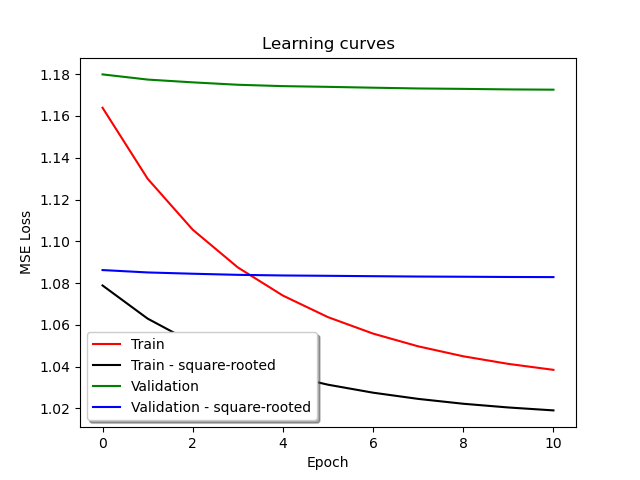 Learning curves
MSE Loss
1.18
1.16
1.14
1.12
1.10
1.08
1.06
1.04
1.02
Train
Train - square-rooted
Validation
Validation - square-rooted
0 2 4 6 8 10
Epoch